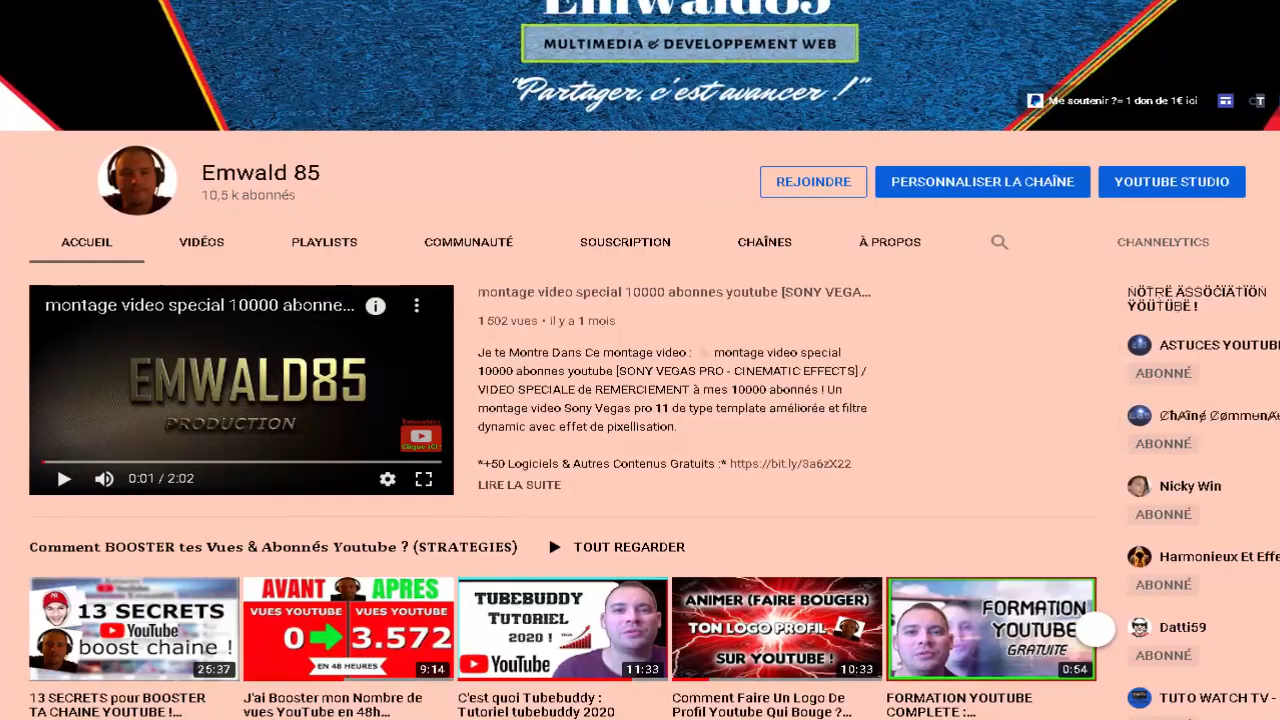 Emwald85
MULTIMEDIA & DEVELOPPEMENT WEB
"Partager, c'est avancer !"
Me soutenir ?= 1 don de 1€ ici
Emwald 85
10,5 k abonnés
REJOINDRE
PERSONNALISER LA CHAÎNE
YOUTUBE STUDIO
ACCUEIL
VIDÉOS
PLAYLISTS
COMMUNAUTÉ
SOUSCRIPTION
CHAÎNES
À PROPOS
CHANNELYTICS
montage video special 10000 abonne...
EMWALD85
PRODUCTION
Clique ICI
0:01 / 2:02
montage video special 10000 abonnes youtube [SONY VEGA...
1 502 vues • il y a 1 mois
Je te Montre Dans Ce montage video : montage video special
10000 abonnes youtube [SONY VEGAS PRO - CINEMATIC EFFECTS] /
VIDEO SPECIALE de REMERCIEMENT à mes 10000 abonnés ! Un
montage video Sony Vegas pro 11 de type template améliorée et filtre
dynamic avec effet de pixellisation.
*+50 Logiciels & Autres Contenus Gratuits :* https://bit.ly/3a6zX22
LIRE LA SUITE
N̈ÖT̈R̈Ë ÄS̈S̈ÖC̈ÏÄT̈ÏÖN̈
ŸÖÜT̈ÜB̈Ë !
ASTUCES YOUTUBE
ABONNÉ
ABONNÉ
Nicky Win
ABONNÉ
Harmonieux Et Effe
ABONNÉ
Datti59
ABONNÉ
TUTO WATCH TV -
Comment BOOSTER tes Vues & Abonnés Youtube ? (STRATEGIES)
TOUT REGARDER
13 SECRETS
YouTube
boost chaine !
25:37
AVANT APRES
VUES YOUTUBE VUES YOUTUBE
0 3.572
EN 48 HEURES
9:14
TUBEBUDDY
TUTORIEL
2020 !
YouTube
11:33
ANIMER (FAIRE BOUGER)
TON LOGO PROFIL
SUR YOUTUBE !
10:33
FORMATION
YOUTUBE
GRATUITE
0:54
13 SECRETS pour BOOSTER
TA CHAINE YOUTUBE !...
J'ai Booster mon Nombre de
vues YouTube en 48h...
C'est quoi Tubebuddy :
Tutoriel tubebuddy 2020
Comment Faire Un Logo De
Profil Youtube Qui Bouge ?...
FORMATION YOUTUBE
COMPLETE :...